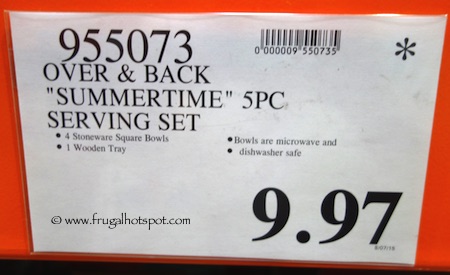 955073
0 000009 550735
*
OVER & BACK
"SUMMERTIME" 5PC
SERVING SET
• 4 Stoneware Square Bowls
• 1 Wooden Tray
• Bowls are microwave and
• dishwasher safe
© www.frugalhotspot.com
9.97